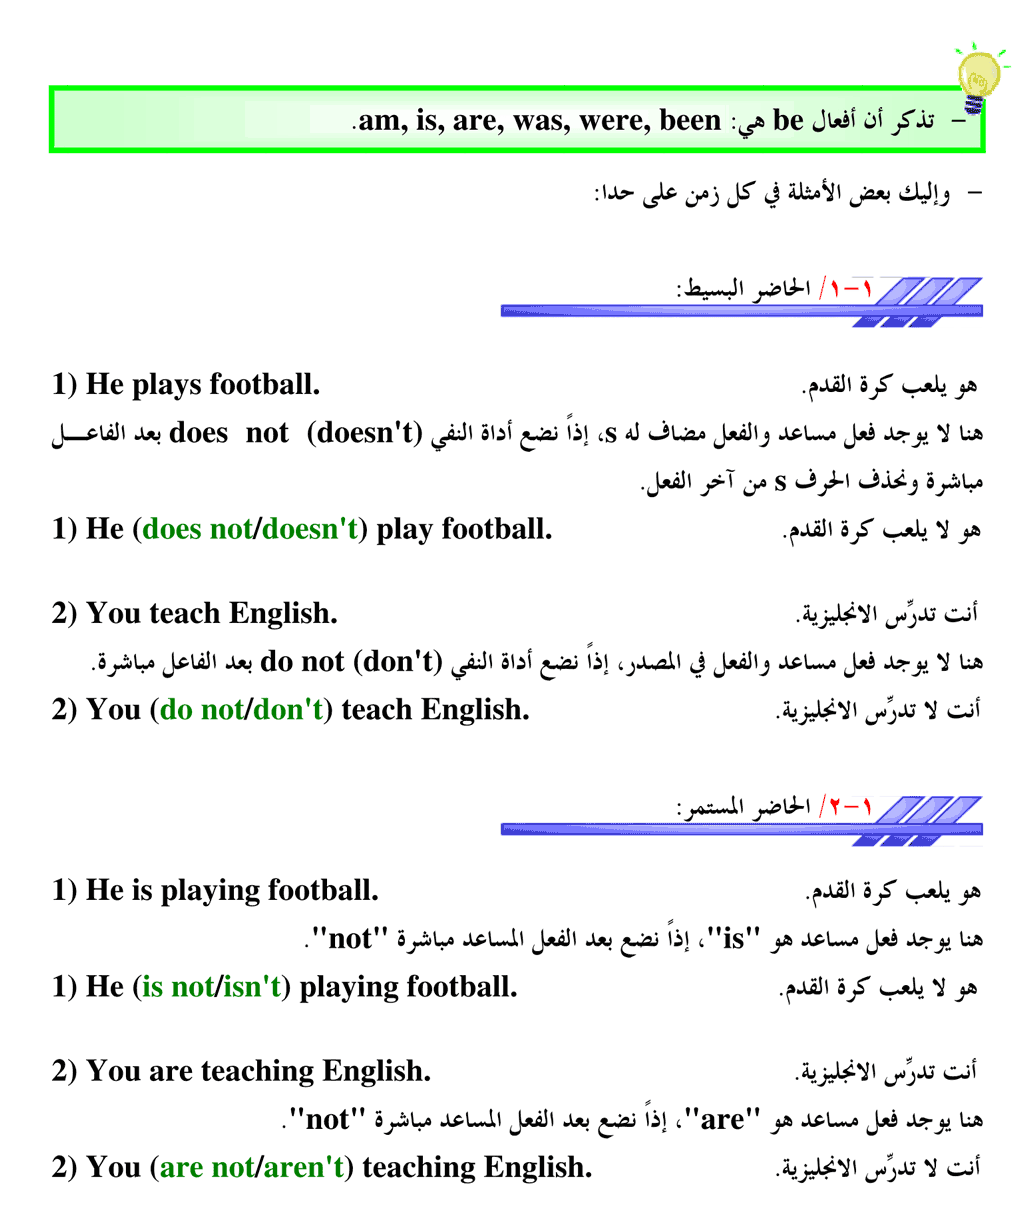 – تذكر أن أفعال be هي: am, is, are, was, were, been.
– وإليك بعض الأمثلة في كل زمن على حدا:
١-١/ الحاضر البسيط:
1) He plays football. هو يلعب كرة القدم.
هنا لا يوجد فعل مساعد والفعل مضاف له s، إذاً نضع أداة النفي does not (doesn't) بعد الفاعـــل
مباشرة ونحذف الحرف s من آخر الفعل.
1) He (does not/doesn't) play football. هو لا يلعب كرة القدم.
2) You teach English. أنت تدرِّس الانجليزية.
هنا لا يوجد فعل مساعد والفعل في المصدر، إذاً نضع أداة النفي do not (don't) بعد الفاعل مباشرة.
2) You (do not/don't) teach English. أنت لا تدرِّس الانجليزية.
١-٢/ الحاضر المستمر:
1) He is playing football. هو يلعب كرة القدم.
هنا يوجد فعل مساعد هو "is"، إذاً نضع بعد الفعل المساعد مباشرة "not".
1) He (is not/isn't) playing football. هو لا يلعب كرة القدم.
2) You are teaching English. أنت تدرِّس الانجليزية.
هنا يوجد فعل مساعد هو "are"، إذاً نضع بعد الفعل المساعد مباشرة "not".
2) You (are not/aren't) teaching English. أنت لا تدرِّس الانجليزية.